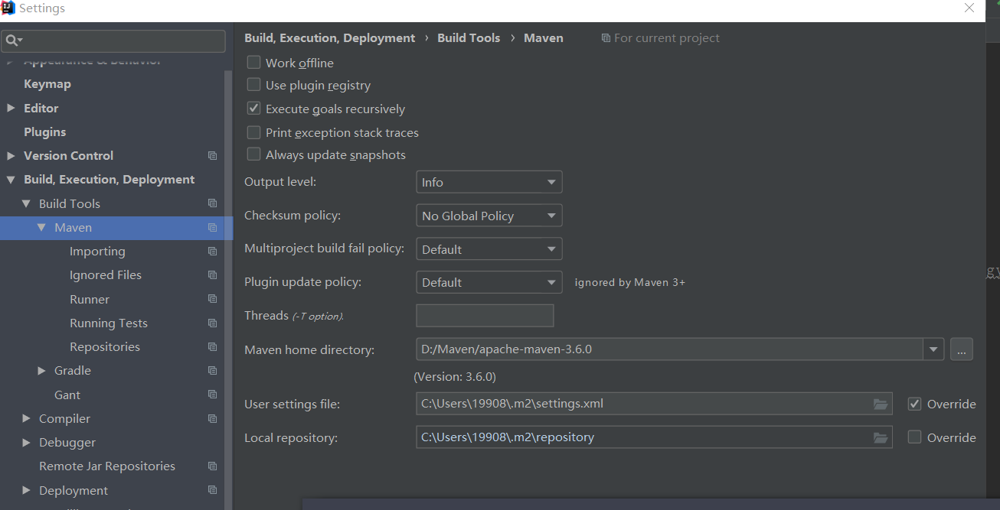 Settings
Appearance & Behavior
Keymap
Editor
Plugins
Version Control
Build, Execution, Deployment
Build Tools
Maven
Importing
Ignored Files
Runner
Running Tests
Repositories
Gradle
Gant
Compiler
Debugger
Remote Jar Repositories
Deployment
Build, Execution, Deployment › Build Tools › Maven For current project
Work offline
Use plugin registry
Execute goals recursively
Print exception stack traces
Always update snapshots
Output level: Info
Checksum policy: No Global Policy
Multiproject build fail policy: Default
Plugin update policy: Default ignored by Maven 3+
Threads (-T option).
Maven home directory: D:/Maven/apache-maven-3.6.0 ...
(Version: 3.6.0)
User settings file: C:\Users\19908\.m2\settings.xml Override
Local repository: C:\Users\19908\.m2\repository Override